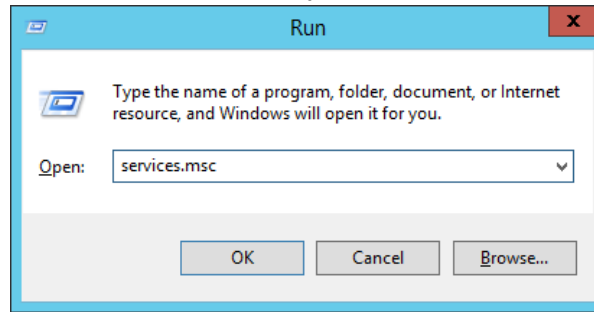 Run
x
Type the name of a program, folder, document, or Internet
resource, and Windows will open it for you.
Open: services.msc
OK Cancel Browse...